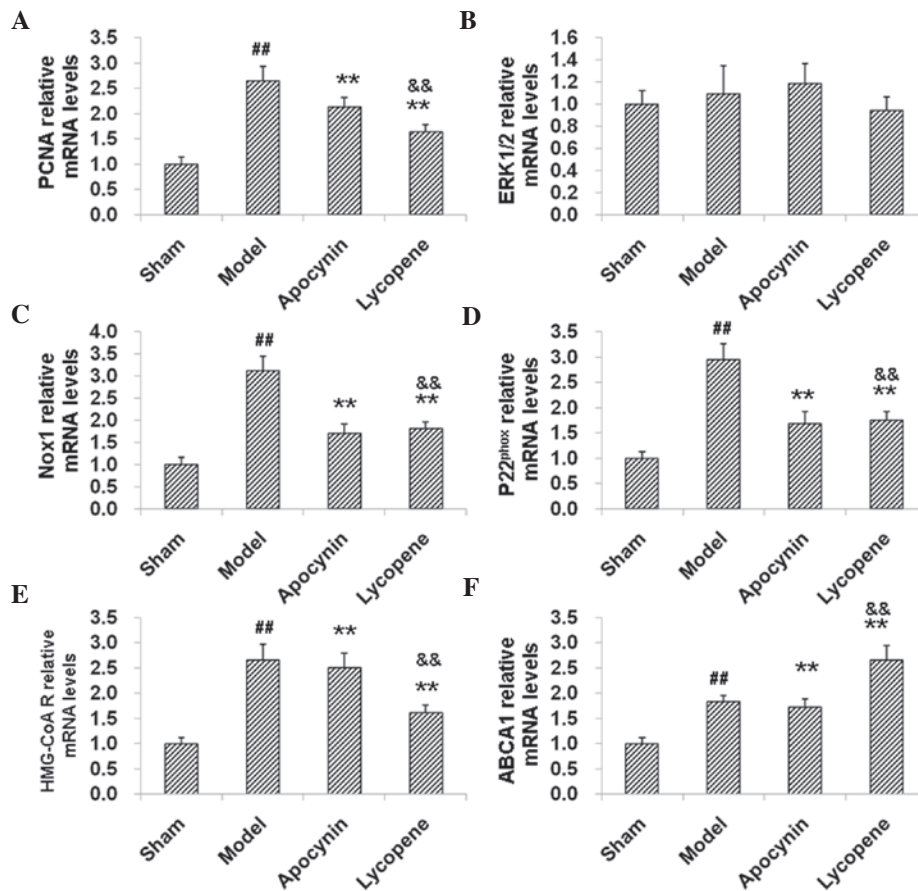 A
PCNA relative
mRNA levels
3.5
3.0
2.5
2.0
1.5
1.0
0.5
0.0
##
**
&&
**
Sham
Model
Apocynin
Lycopene
B
ERK1/2 relative
mRNA levels
1.6
1.4
1.2
1.0
0.8
0.6
0.4
0.2
0.0
Sham
Model
Apocynin
Lycopene
C
Nox1 relative
mRNA levels
4.0
3.5
3.0
2.5
2.0
1.5
1.0
0.5
0.0
##
**
&&
**
Sham
Model
Apocynin
Lycopene
D
P22phox relative
mRNA levels
3.5
3.0
2.5
2.0
1.5
1.0
0.5
0.0
##
**
&&
**
Sham
Model
Apocynin
Lycopene
E
HMG-CoA R relative
mRNA levels
3.5
3.0
2.5
2.0
1.5
1.0
0.5
0.0
##
**
&&
**
Sham
Model
Apocynin
Lycopene
F
ABCA1 relative
mRNA levels
3.5
3.0
2.5
2.0
1.5
1.0
0.5
0.0
##
**
&&
**
Sham
Model
Apocynin
Lycopene